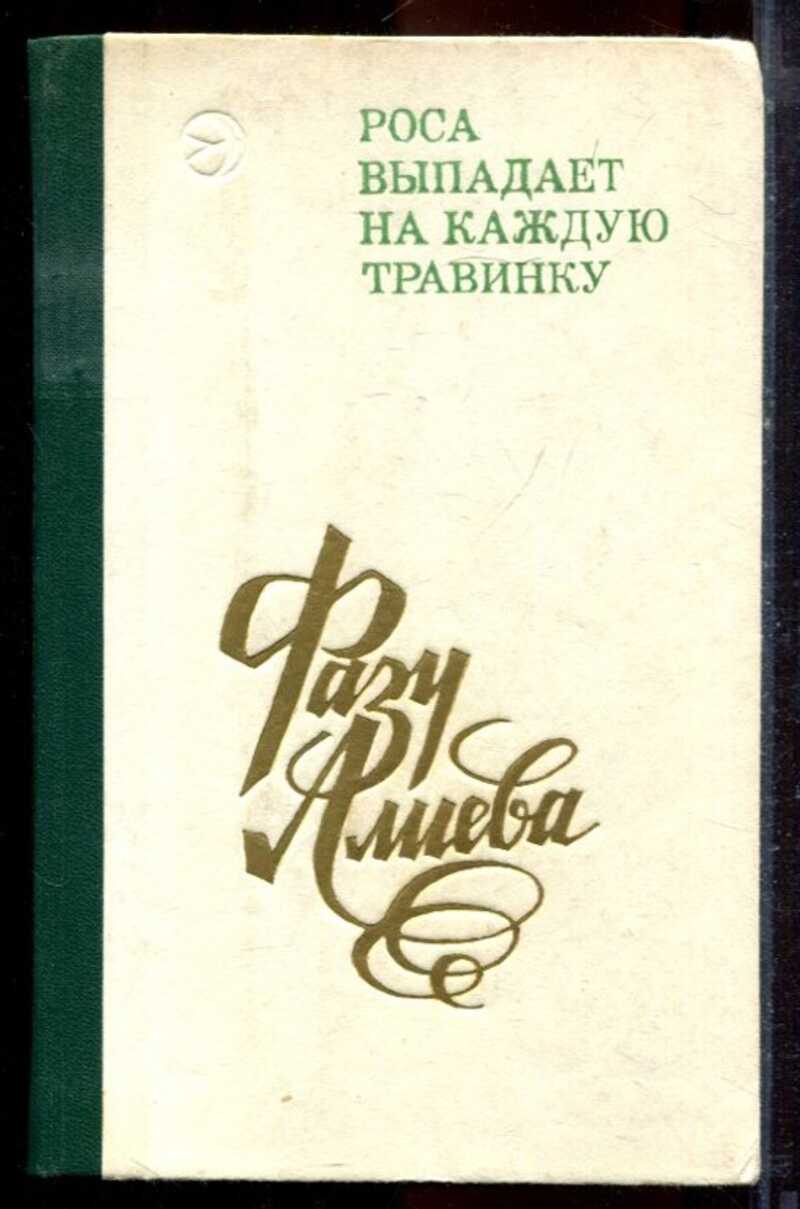 РОСА
ВЫПАДАЕТ
НА КАЖДУЮ
ТРАВИНКУ
Фазу
Алиева